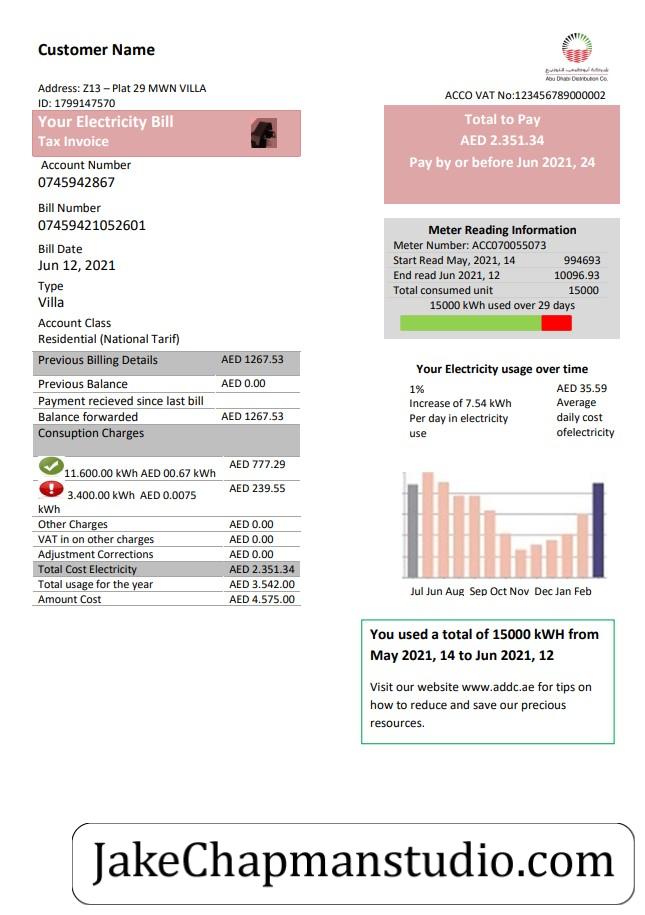 Customer Name
Address: Z13 – Plat 29 MWN VILLA
ID: 1799147570
Your Electricity Bill
Tax Invoice
Account Number
0745942867
Bill Number
07459421052601
Bill Date
Jun 12, 2021
Type
Villa
Account Class
Residential (National Tarif)
Previous Billing Details AED 1267.53
Previous Balance AED 0.00
Payment recieved since last bill
Balance forwarded AED 1267.53
Consuption Charges
11.600.00 kWh AED 00.67 kWh AED 777.29
3.400.00 kWh AED 0.0075 AED 239.55
kWh
Other Charges AED 0.00
VAT in on other charges AED 0.00
Adjustment Corrections AED 0.00
Total Cost Electricity AED 2.351.34
Total usage for the year AED 3.542.00
Amount Cost AED 4.575.00
Abu Dhabi Distribution Co.
ACCO VAT No:123456789000002
Total to Pay
AED 2.351.34
Pay by or before Jun 2021, 24
Meter Reading Information
Meter Number: ACC070055073
Start Read May, 2021, 14 994693
End read Jun 2021, 12 10096.93
Total consumed unit 15000
15000 kWh used over 29 days
Your Electricity usage over time
1% AED 35.59
Increase of 7.54 kWh Average
Per day in electricity daily cost
use ofelectricity
Jul Jun Aug Sep Oct Nov Dec Jan Feb
You used a total of 15000 kWH from
May 2021, 14 to Jun 2021, 12
Visit our website www.addc.ae for tips on
how to reduce and save our precious
resources.
JakeChapmanstudio.com